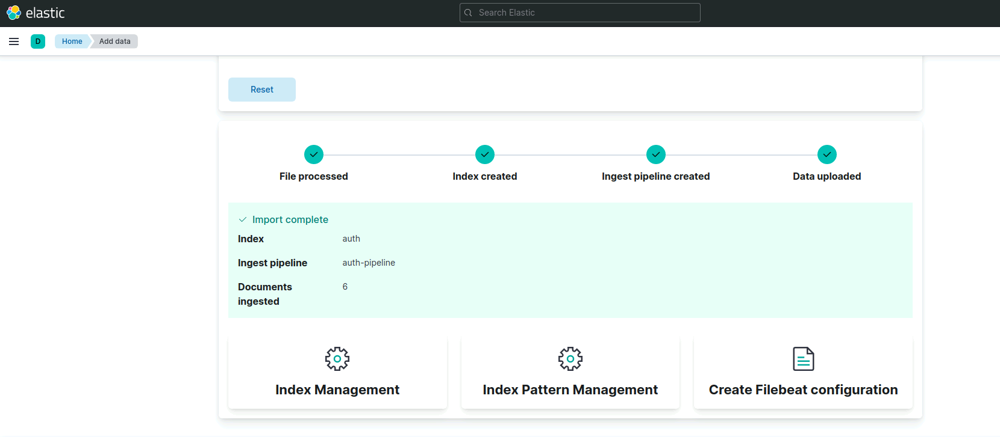 elastic
Search Elastic
D
Home
Add data
Reset
File processed
Index created
Ingest pipeline created
Data uploaded
Import complete
Index auth
Ingest pipeline auth-pipeline
Documents ingested 6
Index Management
Index Pattern Management
Create Filebeat configuration